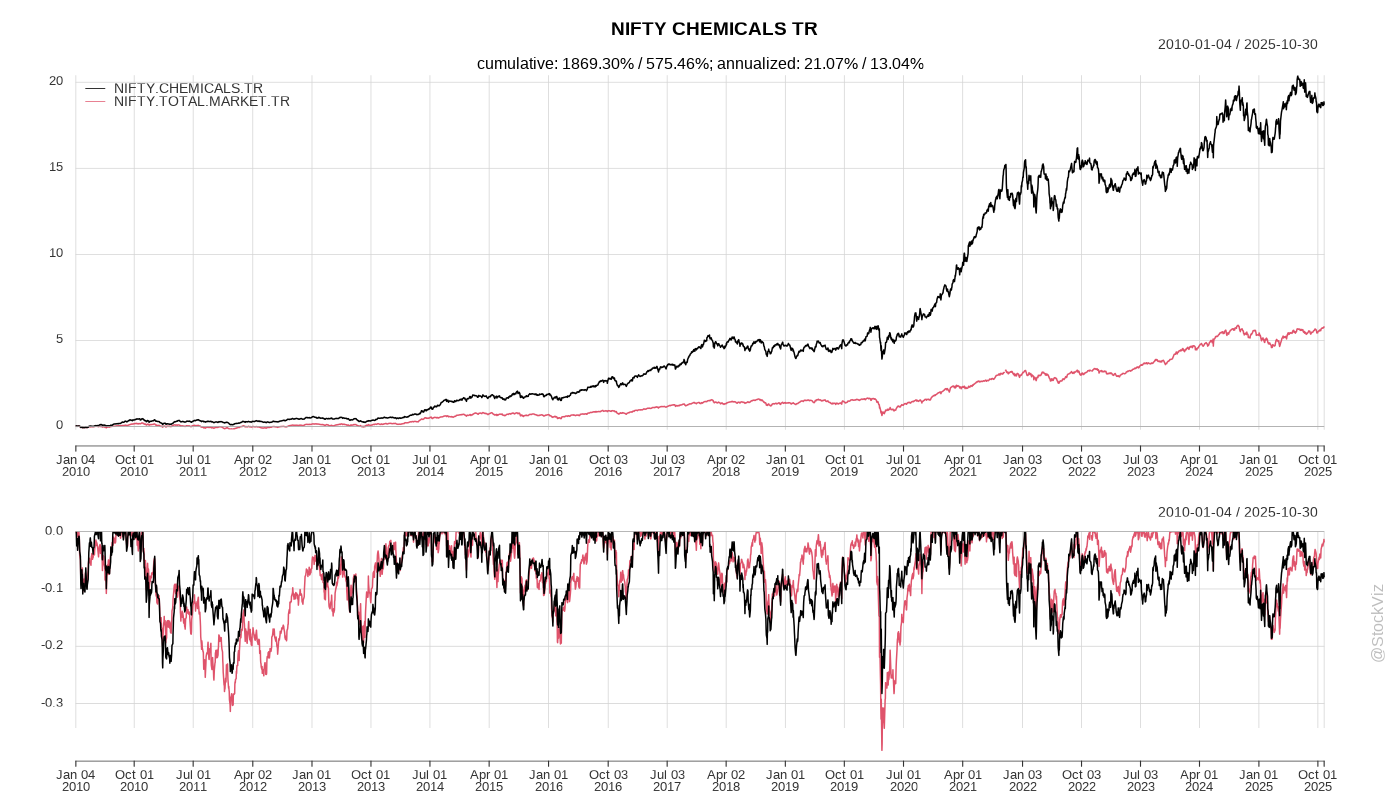 NIFTY CHEMICALS TR
2010-01-04 / 2025-10-30
cumulative: 1869.30% / 575.46%; annualized: 21.07% / 13.04%
NIFTY.CHEMICALS.TR
NIFTY.TOTAL.MARKET.TR
20
15
10
5
0
Jan 04 Oct 01 Jul 01 Apr 02 Jan 01 Oct 01 Jul 01 Apr 01 Jan 01 Oct 03 Jul 03 Apr 02 Jan 01 Oct 01 Jul 01 Apr 01 Jan 03 Oct 03 Jul 03 Apr 01 Jan 01 Oct 01
2010 2010 2011 2012 2013 2013 2014 2015 2016 2016 2017 2018 2019 2019 2020 2021 2022 2022 2023 2024 2025 2025
2010-01-04 / 2025-10-30
0.0
-0.1
-0.2
-0.3
Jan 04 Oct 01 Jul 01 Apr 02 Jan 01 Oct 01 Jul 01 Apr 01 Jan 01 Oct 03 Jul 03 Apr 02 Jan 01 Oct 01 Jul 01 Apr 01 Jan 03 Oct 03 Jul 03 Apr 01 Jan 01 Oct 01
2010 2010 2011 2012 2013 2013 2014 2015 2016 2016 2017 2018 2019 2019 2020 2021 2022 2022 2023 2024 2025 2025
@StockViz